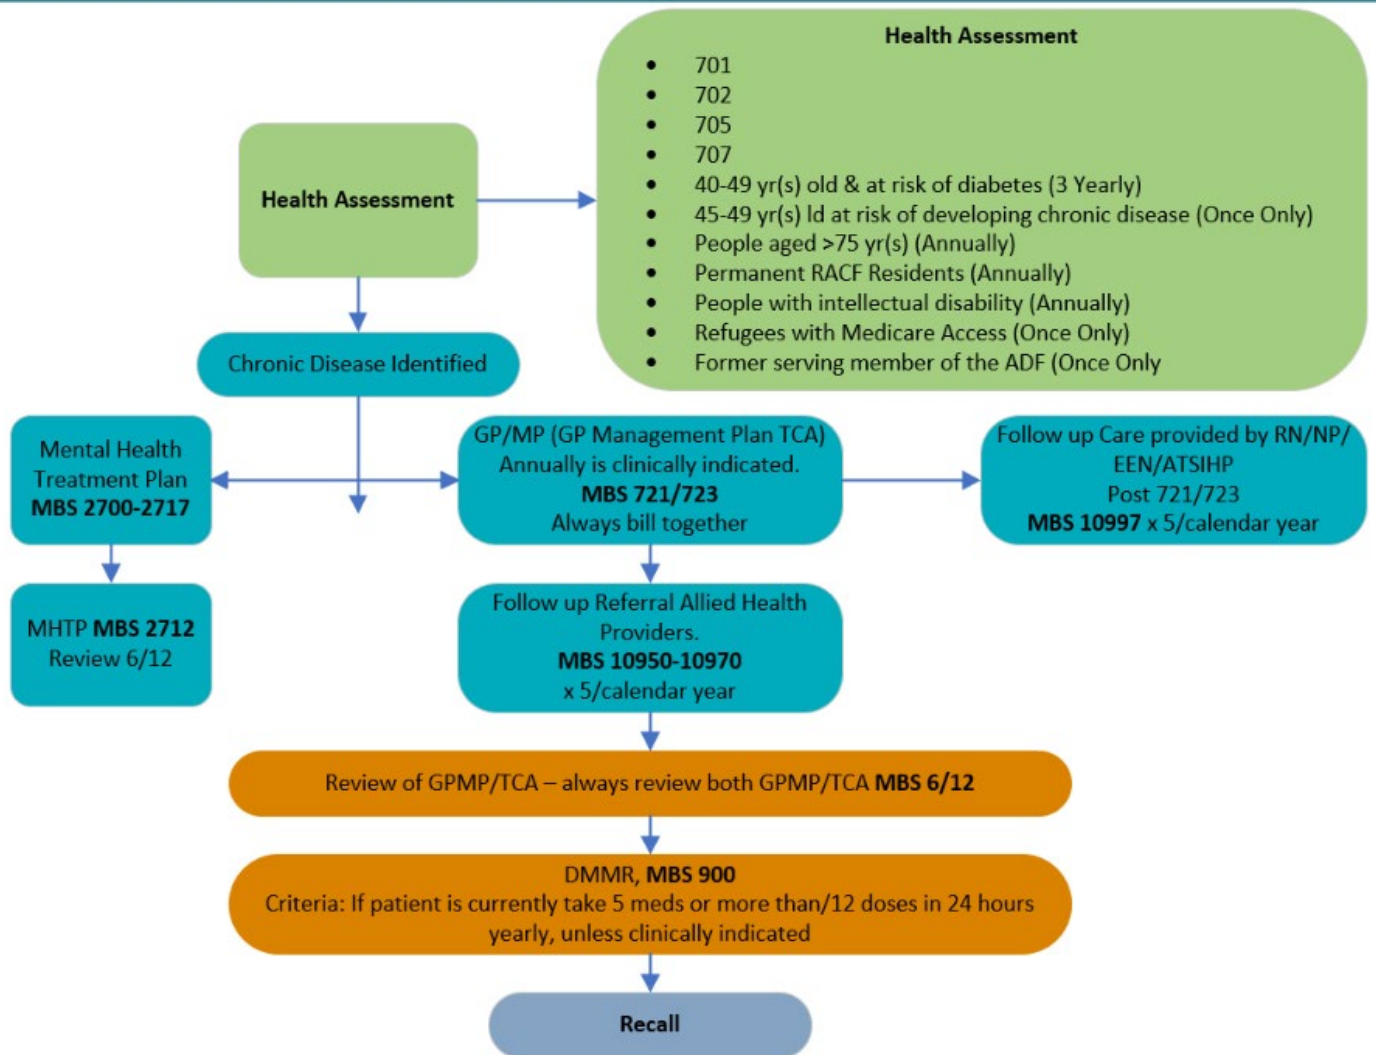 Health Assessment
• 701
• 702
• 705
• 707
• 40-49 yr(s) old & at risk of diabetes (3 Yearly)
• 45-49 yr(s) ld at risk of developing chronic disease (Once Only)
• People aged >75 yr(s) (Annually)
• Permanent RACF Residents (Annually)
• People with intellectual disability (Annually)
• Refugees with Medicare Access (Once Only)
• Former serving member of the ADF (Once Only
Health Assessment
Chronic Disease Identified
Mental Health
Treatment Plan
MBS 2700-2717
GP/MP (GP Management Plan TCA)
Annually is clinically indicated.
MBS 721/723
Always bill together
Follow up Care provided by RN/NP/
EEN/ATSIHP
Post 721/723
MBS 10997 x 5/calendar year
MHTP MBS 2712
Review 6/12
Follow up Referral Allied Health
Providers.
MBS 10950-10970
x 5/calendar year
Review of GPMP/TCA – always review both GPMP/TCA MBS 6/12
DMMR, MBS 900
Criteria: If patient is currently take 5 meds or more than/12 doses in 24 hours
yearly, unless clinically indicated
Recall